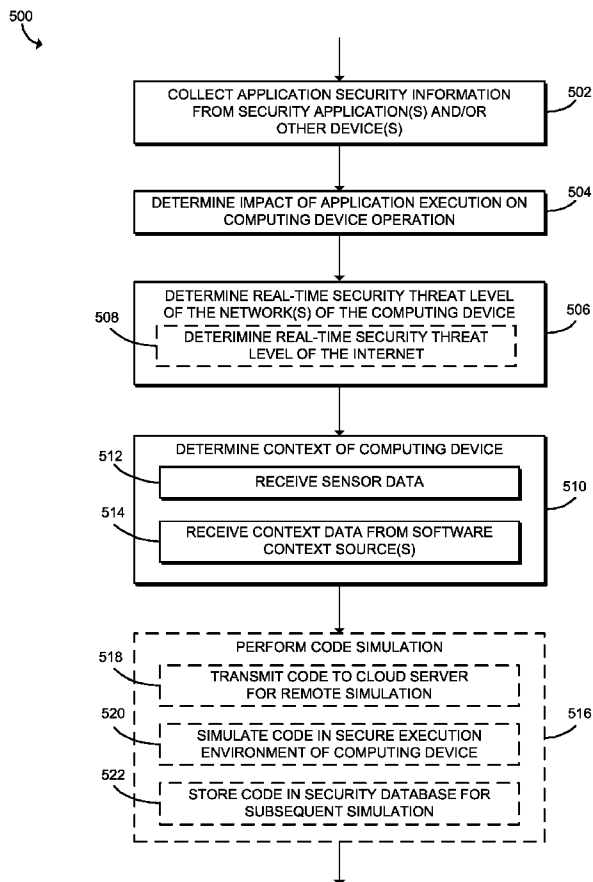 500
COLLECT APPLICATION SECURITY INFORMATION
FROM SECURITY APPLICATION(S) AND/OR
OTHER DEVICE(S)
502
DETERMINE IMPACT OF APPLICATION EXECUTION ON
COMPUTING DEVICE OPERATION
504
DETERMINE REAL-TIME SECURITY THREAT LEVEL
OF THE NETWORK(S) OF THE COMPUTING DEVICE
506
508
DETERMINE REAL-TIME SECURITY THREAT
LEVEL OF THE INTERNET
DETERMINE CONTEXT OF COMPUTING DEVICE
510
512
RECEIVE SENSOR DATA
514
RECEIVE CONTEXT DATA FROM SOFTWARE
CONTEXT SOURCE(S)
PERFORM CODE SIMULATION
516
518
TRANSMIT CODE TO CLOUD SERVER
FOR REMOTE SIMULATION
520
SIMULATE CODE IN SECURE EXECUTION
ENVIRONMENT OF COMPUTING DEVICE
522
STORE CODE IN SECURITY DATABASE FOR
SUBSEQUENT SIMULATION